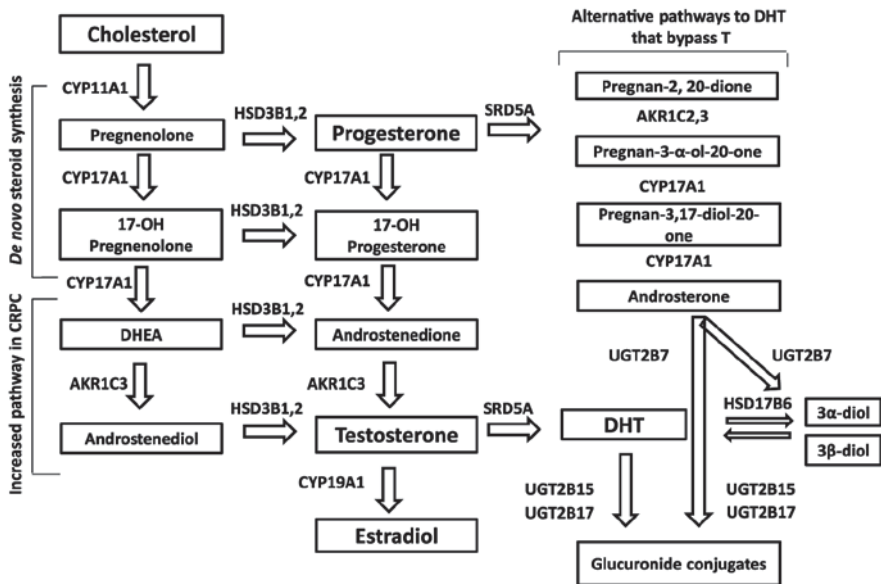 Cholesterol
Alternative pathways to DHT
that bypass T
De novo steroid synthesis
CYP11A1
Pregnan-2, 20-dione
Pregnenolone
HSD3B1,2
Progesterone
SRD5A
AKR1C2,3
Pregnan-3-α-ol-20-one
CYP17A1
CYP17A1
CYP17A1
17-OH
Pregnenolone
HSD3B1,2
17-OH
Progesterone
Pregnan-3,17-diol-20-
one
CYP17A1
CYP17A1
CYP17A1
Androsterone
Increased pathway in CRPC
DHEA
HSD3B1,2
Androstenedione
UGT2B7
UGT2B7
AKR1C3
AKR1C3
HSD17B6
3α-diol
3β-diol
Androstenediol
HSD3B1,2
Testosterone
SRD5A
DHT
CYP19A1
UGT2B15
UGT2B17
UGT2B15
UGT2B17
Estradiol
Glucuronide conjugates